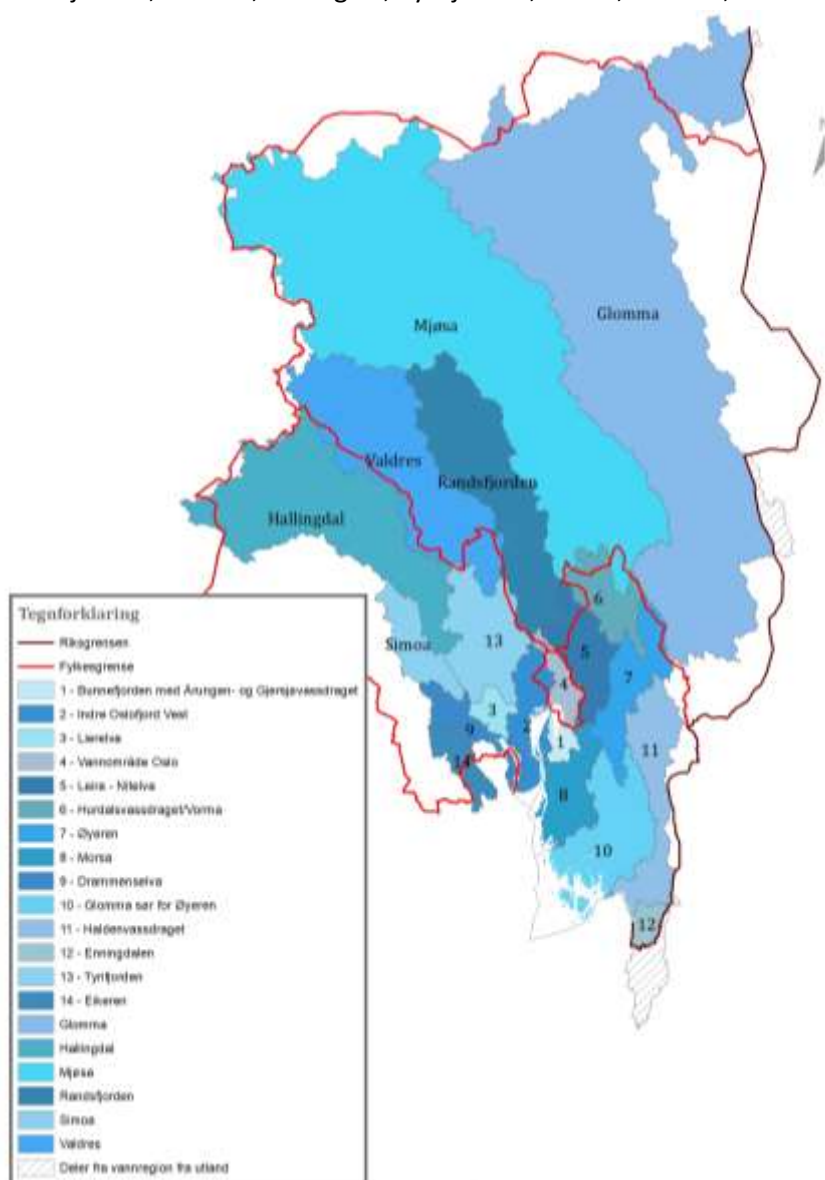 Mjøsa
Glomma
Valdres
Randsfjorden
Hallingdal
6
Simoa
13
5
7
4
3
2
9
1
11
14
8
10
12
Tegnforklaring
Riksgrensen
Fylkesgrense
1 - Bunnefjorden med Årungen- og Gjersjøvassdraget
2 - Indre Oslofjord Vest
3 - Lierelva
4 - Vannområde Oslo
5 - Leira - Nitelva
6 - Hurdalsvassdraget/Vorma
7 - Øyeren
8 - Morsa
9 - Drammenselva
10 - Glomma sør for Øyeren
11 - Haldenvassdraget
12 - Enningdalen
13 - Tyrifjorden
14 - Eikeren
Glomma
Hallingdal
Mjøsa
Randsfjorden
Simoa
Valdres
Deler fra vannregion fra utland